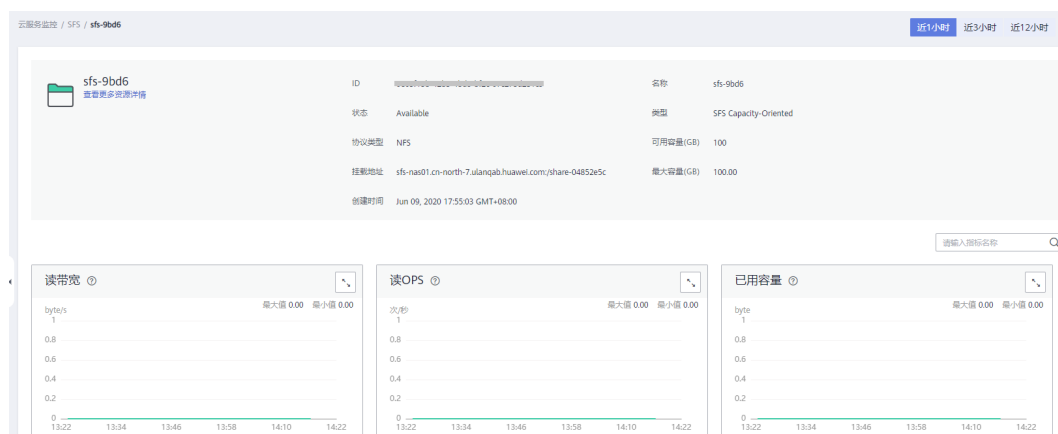 云服务监控 / SFS / sfs-9bd6
近1小时 近3小时 近12小时
sfs-9bd6
查看更多资源详情
ID
名称 sfs-9bd6
状态 Available
类型 SFS Capacity-Oriented
协议类型 NFS
可用容量(GB) 100
挂载地址 sfs-nas01.cn-north-7.ulanqab.huawei.com:/share-04852e5c
最大容量(GB) 100.00
创建时间 Jun 09, 2020 17:55:03 GMT+08:00
请输入指标名称
读带宽
byte/s
最大值 0.00 最小值 0.00
1
0.8
0.6
0.4
0.2
0
13:22 13:34 13:46 13:58 14:10 14:22
读OPS
次/秒
最大值 0.00 最小值 0.00
1
0.8
0.6
0.4
0.2
0
13:22 13:34 13:46 13:58 14:10 14:22
已用容量
byte
最大值 0.00 最小值 0.00
1
0.8
0.6
0.4
0.2
0
13:22 13:34 13:46 13:58 14:10 14:22